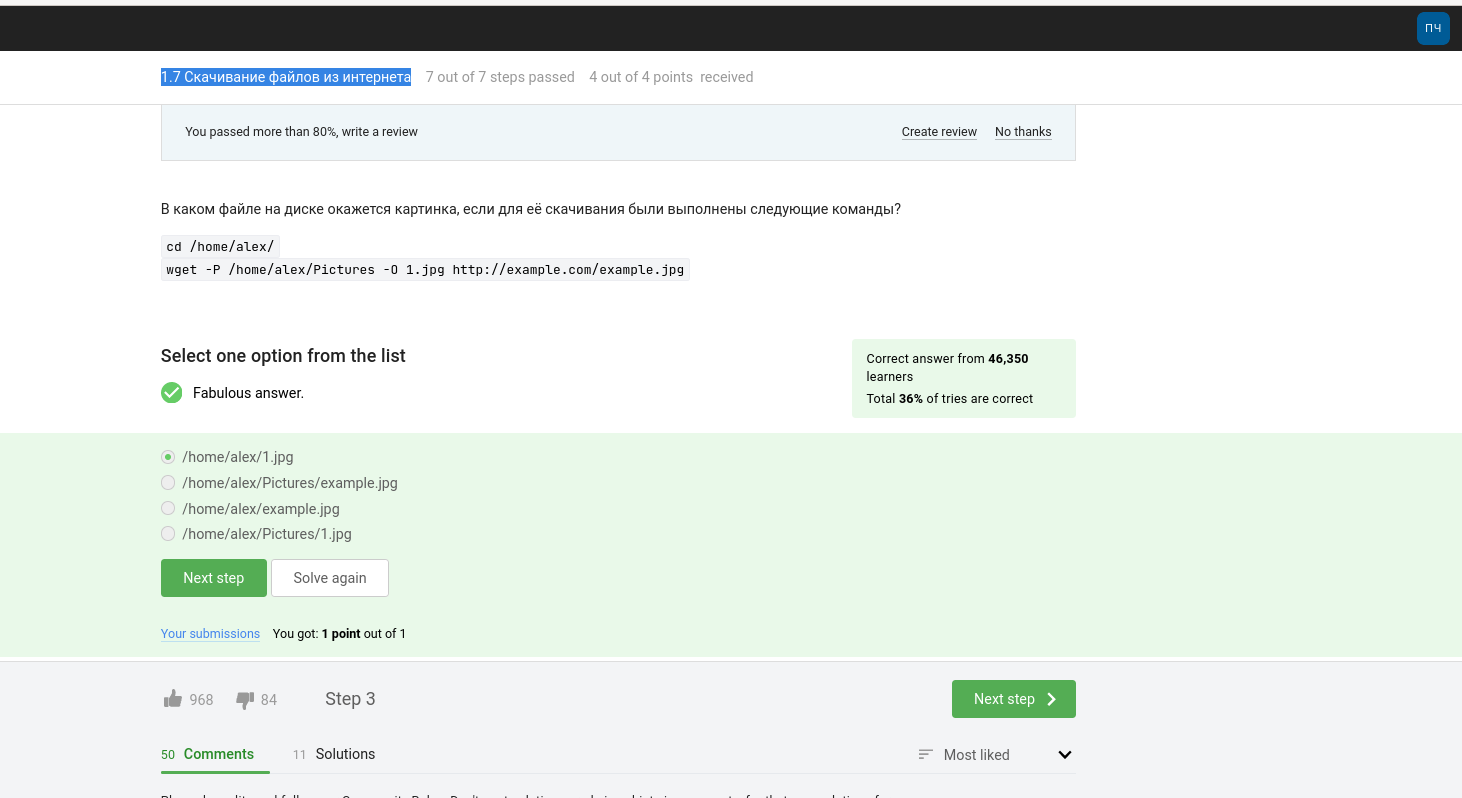 ПЧ
1.7 Скачивание файлов из интернета 7 out of 7 steps passed 4 out of 4 points received
You passed more than 80%, write a review Create review No thanks
В каком файле на диске окажется картинка, если для её скачивания были выполнены следующие команды?
cd /home/alex/
wget -P /home/alex/Pictures -O 1.jpg http://example.com/example.jpg
Select one option from the list
Fabulous answer.
Correct answer from 46,350
learners
Total 36% of tries are correct
/home/alex/1.jpg
/home/alex/Pictures/example.jpg
/home/alex/example.jpg
/home/alex/Pictures/1.jpg
Next step Solve again
Your submissions You got: 1 point out of 1
968 84 Step 3 Next step
50 Comments 11 Solutions Most liked